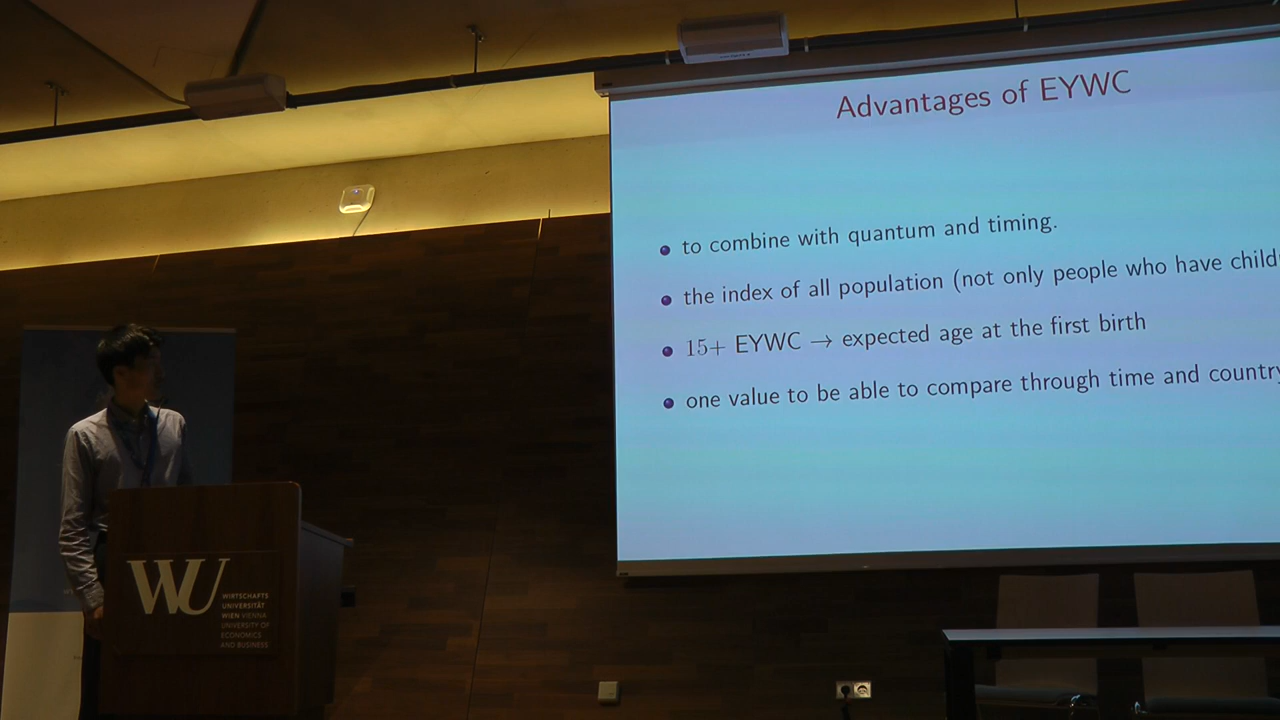 Advantages of EYWC
to combine with quantum and timing.
the index of all population (not only people who have child
15+ EYWC → expected age at the first birth
one value to be able to compare through time and country
WU
WIRTSCHAFTS
UNIVERSITÄT
WIEN VIENNA
UNIVERSITY OF
ECONOMICS
AND BUSINESS